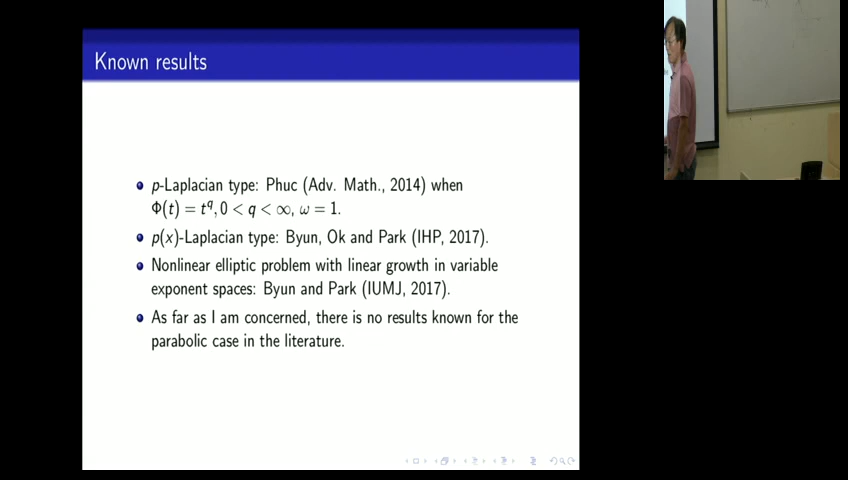 Known results
p-Laplacian type: Phuc (Adv. Math., 2014) when
Φ(t) = t^q, 0 < q < ∞, ω = 1.
p(x)-Laplacian type: Byun, Ok and Park (IHP, 2017).
Nonlinear elliptic problem with linear growth in variable
exponent spaces: Byun and Park (IUMJ, 2017).
As far as I am concerned, there is no results known for the
parabolic case in the literature.